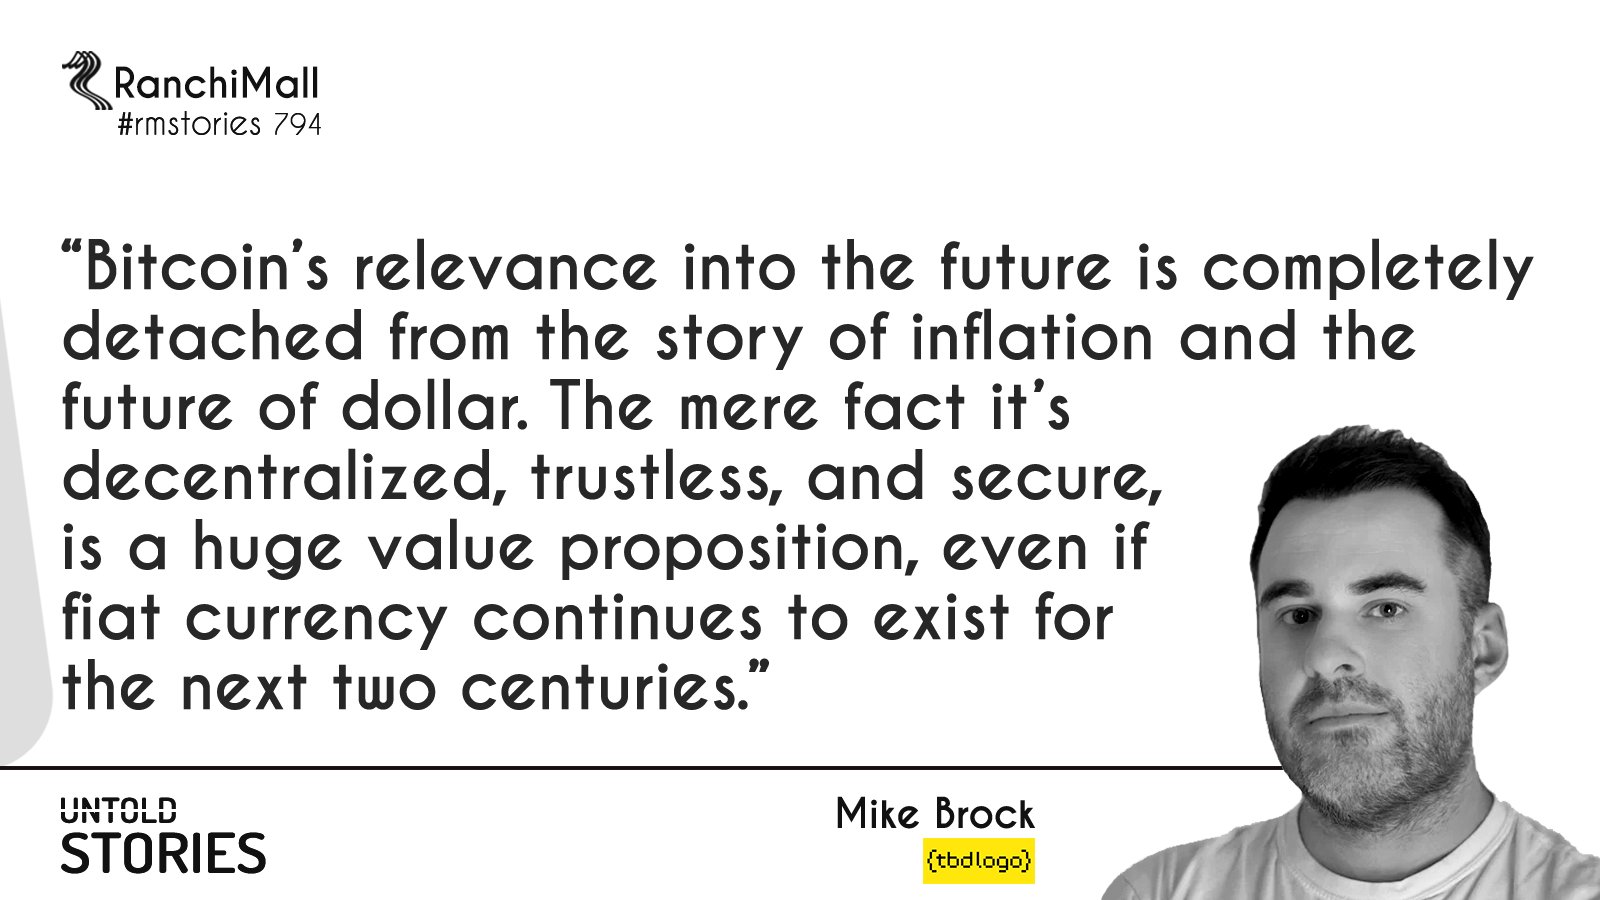 RanchiMall
#rmstories 794
“Bitcoin’s relevance into the future is completely
detached from the story of inflation and the
future of dollar. The mere fact it’s
decentralized, trustless, and secure,
is a huge value proposition, even if
fiat currency continues to exist for
the next two centuries.”
UNTOLD
STORIES
Mike Brock
{tbdlogo}